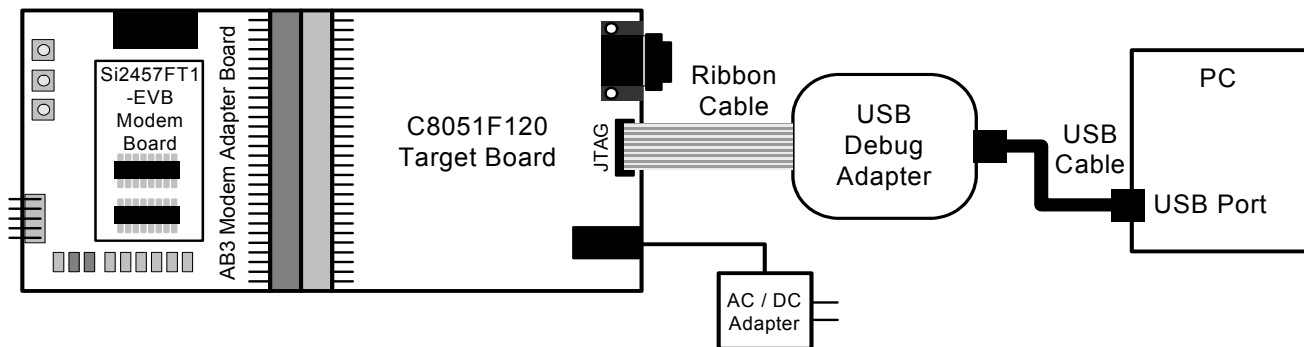 Si2457FT1
-EVB
Modem
Board
AB3 Modem Adapter Board
C8051F120
Target Board
JTAG
Ribbon
Cable
USB
Debug
Adapter
USB
Cable
PC
USB Port
AC / DC
Adapter